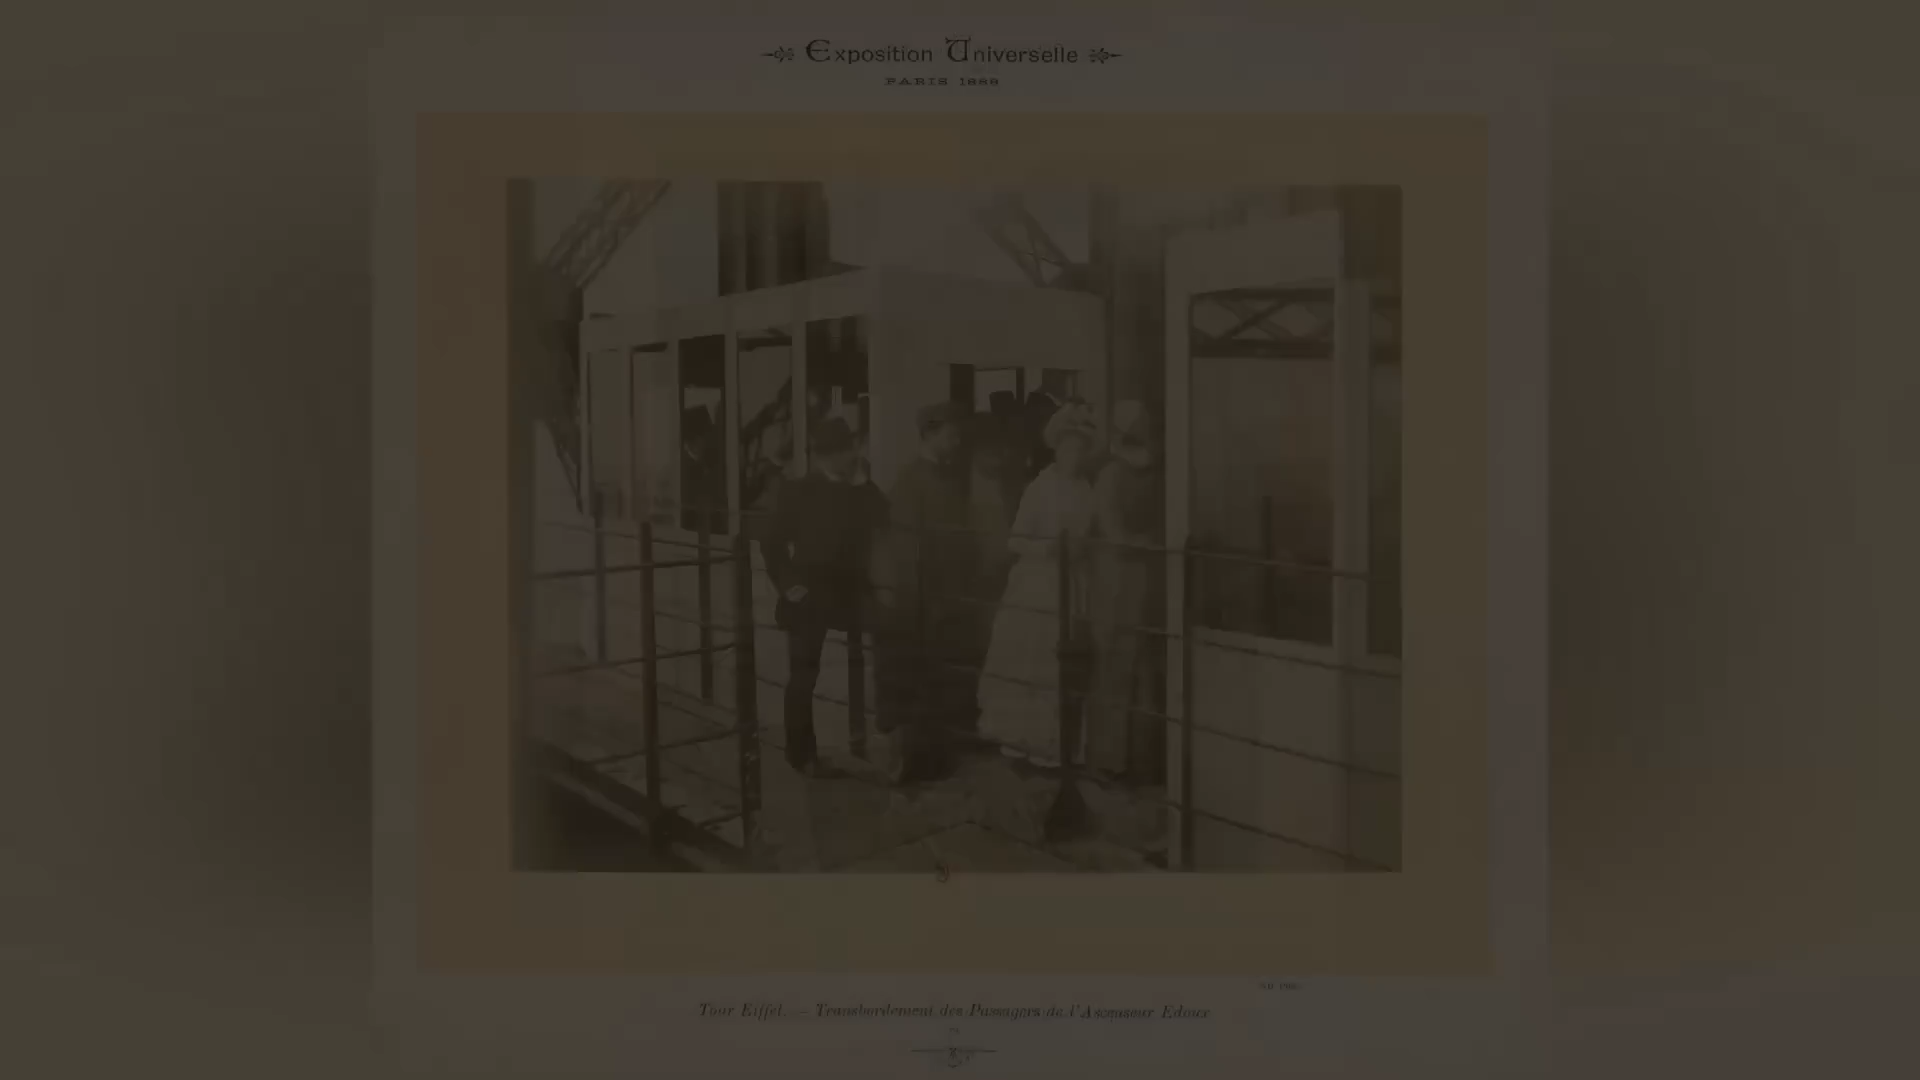 Exposition Universelle
PARIS 1889
Tour Eiffel. — Transbordement des Passagers de l'Ascenseur Edoux